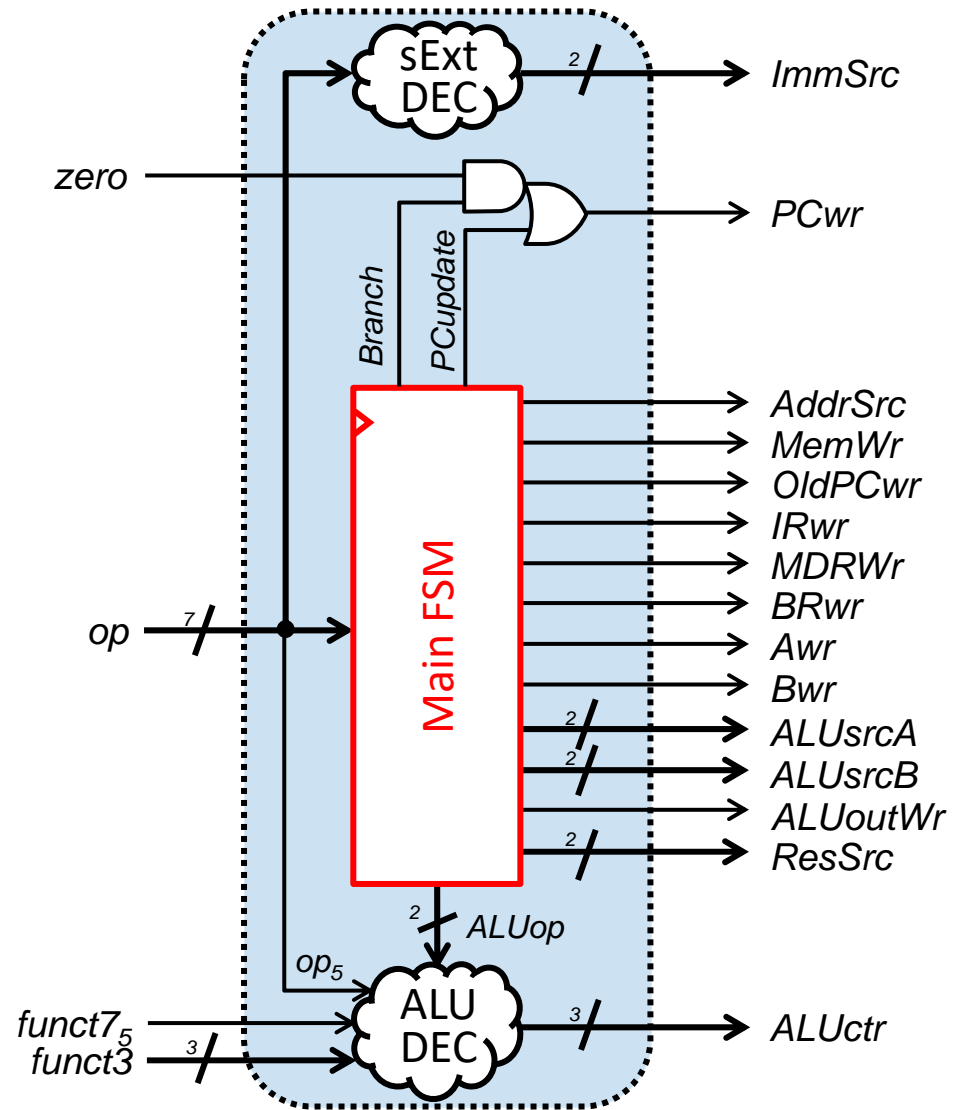 sExt
DEC
2
ImmSrc
zero
PCwr
Branch
PCupdate
AddrSrc
MemWr
OldPCwr
IRwr
MDRWr
BRwr
Awr
Bwr
Main FSM
op
7
2
ALUsrcA
2
ALUsrcB
ALUoutWr
2
ResSrc
2
ALUop
op5
ALU
DEC
funct75
3
funct3
3
ALUctr